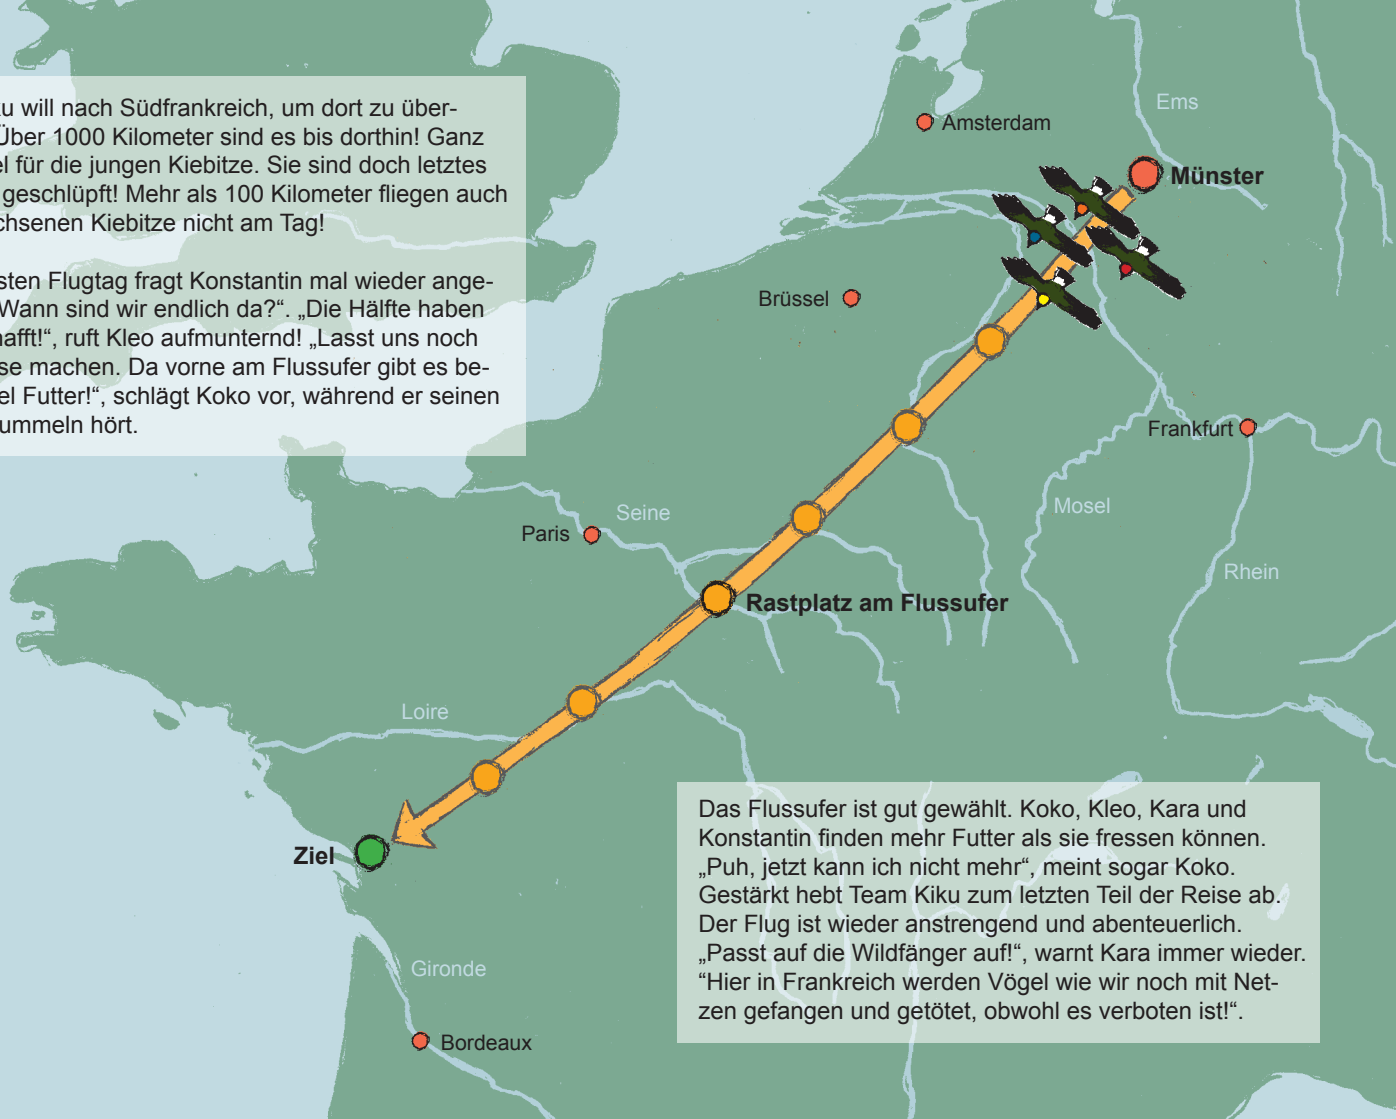 u will nach Südfrankreich, um dort zu über-
Über 1000 Kilometer sind es bis dorthin! Ganz
el für die jungen Kiebitze. Sie sind doch letztes
geschlüpft! Mehr als 100 Kilometer fliegen auch
chsenen Kiebitze nicht am Tag!
sten Flugtag fragt Konstantin mal wieder ange-
Wann sind wir endlich da?“. „Die Hälfte haben
hafft!“, ruft Kleo aufmunternd! „Lasst uns noch
se machen. Da vorne am Flussufer gibt es be-
el Futter!“, schlägt Koko vor, während er seinen
ummeln hört.
Ems
Amsterdam
Münster
Brüssel
Frankfurt
Mosel
Seine
Paris
Rhein
Rastplatz am Flussufer
Loire
Ziel
Gironde
Bordeaux
Das Flussufer ist gut gewählt. Koko, Kleo, Kara und
Konstantin finden mehr Futter als sie fressen können.
„Puh, jetzt kann ich nicht mehr“, meint sogar Koko.
Gestärkt hebt Team Kiku zum letzten Teil der Reise ab.
Der Flug ist wieder anstrengend und abenteuerlich.
„Passt auf die Wildfänger auf!“, warnt Kara immer wieder.
“Hier in Frankreich werden Vögel wie wir noch mit Net-
zen gefangen und getötet, obwohl es verboten ist!“.